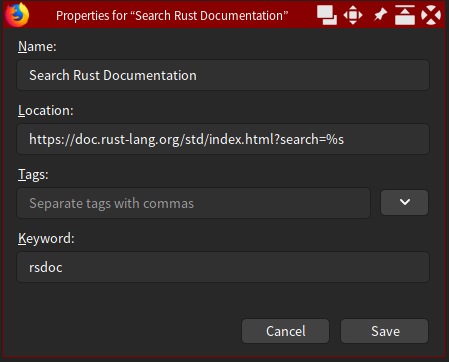 Properties for “Search Rust Documentation”
Name:
Search Rust Documentation
Location:
https://doc.rust-lang.org/std/index.html?search=%s
Tags:
Separate tags with commas
Keyword:
rsdoc
Cancel Save